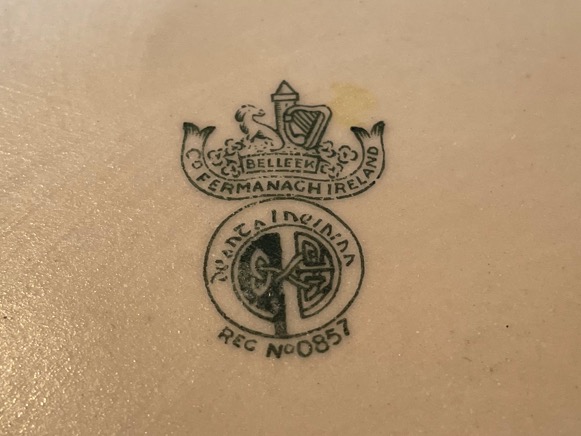 BELLEEK
Co FERMANAGH IRELAND
Deanta in eirinn
REG No 0857